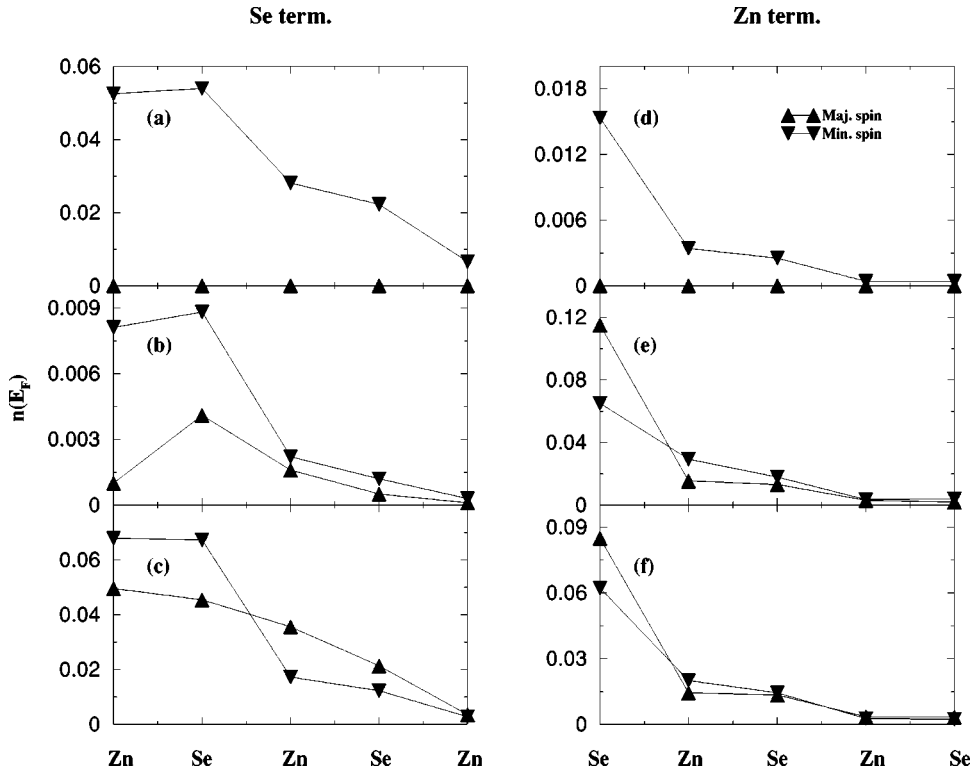 Se term.
Zn term.
n(E_F)
(a)
0.06
0.04
0.02
0
(b)
0.009
0.006
0.003
0
(c)
0.06
0.04
0.02
0
Zn Se Zn Se Zn
(d)
Maj. spin
Min. spin
0.018
0.012
0.006
0
(e)
0.12
0.08
0.04
0
(f)
0.09
0.06
0.03
0
Se Zn Se Zn Se